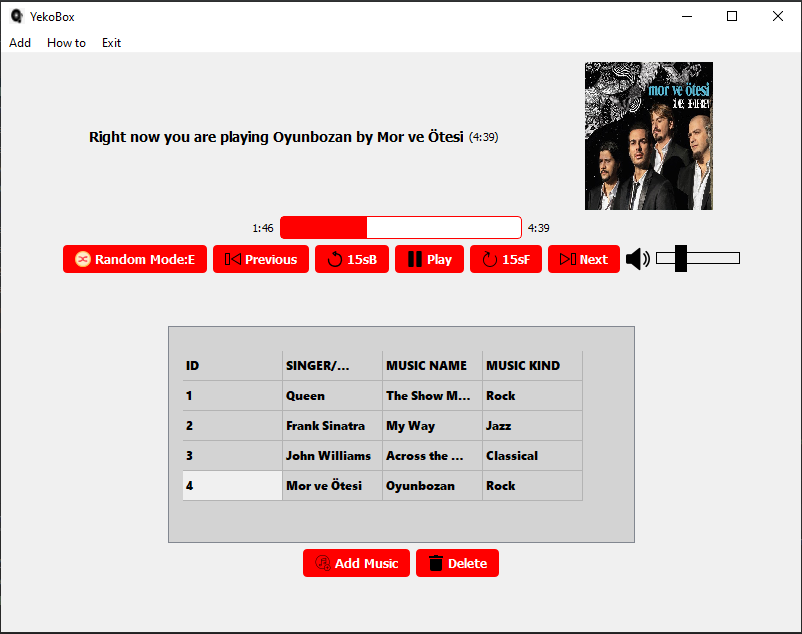 YekoBox
Add How to Exit
mor ve ötesi
Right now you are playing Oyunbozan by Mor ve Ötesi (4:39)
1:46 4:39
Random Mode:E Previous 15sB Play 15sF Next
ID SINGER/... MUSIC NAME MUSIC KIND
1 Queen The Show M... Rock
2 Frank Sinatra My Way Jazz
3 John Williams Across the ... Classical
4 Mor ve Ötesi Oyunbozan Rock
Add Music Delete